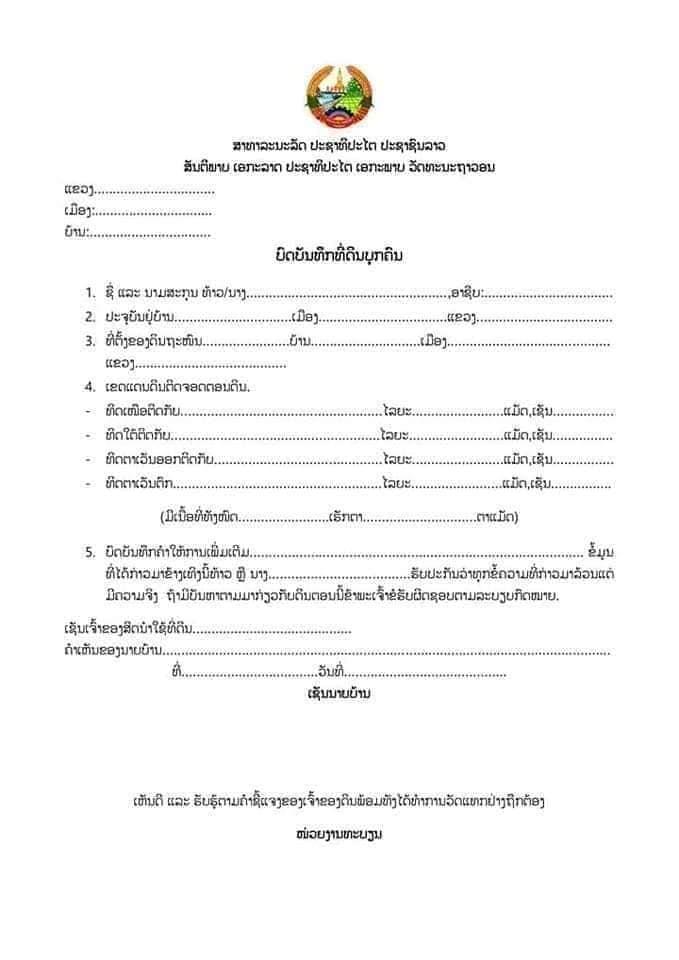 ສາທາລະນະລັດ ປະຊາທິປະໄຕ ປະຊາຊົນລາວ
ສັນຕິພາບ ເອກະລາດ ປະຊາທິປະໄຕ ເອກະພາບ ວັດທະນະຖາວອນ
ແຂວງ................................
ເມືອງ:...............................
ບ້ານ:................................
ບົດບັນທຶກທີ່ດິນບຸກຄົນ
1. ຊື່ ແລະ ນາມສະກຸນ ທ້າວ/ນາງ......................................................,ອາຊີບ:..................................
2. ປະຈຸບັນຢູ່ບ້ານ...............................ເມືອງ..................................ແຂວງ....................................
3. ທີ່ຕັ້ງຂອງດິນຖະໜົນ.......................ບ້ານ.............................ເມືອງ...........................................
ແຂວງ........................................
4. ເຂດແດນດິນຕິດຈອດຕອນດິນ.
- ທິດເໜືອຕິດກັບ......................................................ໄລຍະ........................ແມັດ,ເຊັນ................
- ທິດໃຕ້ຕິດກັບ........................................................ໄລຍະ.........................ແມັດ,ເຊັນ................
- ທິດຕາເວັນອອກຕິດກັບ.............................................ໄລຍະ........................ແມັດ,ເຊັນ................
- ທິດຕາເວັນຕົກ........................................................ໄລຍະ........................ແມັດ,ເຊັນ................
(ມີເນື້ອທີ່ທັງໝົດ........................ເຮັກຕາ..............................ຕາແມັດ)
5. ບົດບັນທຶກຄຳໃຫ້ການເພີ່ມເຕີມ......................................................................................... ຂໍ້ມູນ
ທີ່ໄດ້ກ່າວມາຂ້າງເທິງນີ້ທ້າວ ຫຼື ນາງ......................................ຮັບປະກັນວ່າທຸກຂໍ້ຄວາມທີ່ກ່າວມາລ້ວນແຕ່
ມີຄວາມຈິງ ຖ້າມີບັນຫາຕາມມາກ່ຽວກັບດິນຕອນນີ້ຂ້າພະເຈົ້າຂໍຮັບຜິດຊອບຕາມລະບຽບກົດໝາຍ.
ເຊັນເຈົ້າຂອງສິດນຳໃຊ້ທີ່ດິນ..........................................
ຄຳເຫັນຂອງນາຍບ້ານ.......................................................................................................................
ທີ່....................................ວັນທີ່...........................................
ເຊັນນາຍບ້ານ
ເຫັນດີ ແລະ ຮັບຮູ້ຕາມຄຳຊີ້ແຈງຂອງເຈົ້າຂອງດິນພ້ອມທັງໄດ້ທຳການວັດແທກຢ່າງຖືກຕ້ອງ
ໜ່ວຍງານທະບຽນ